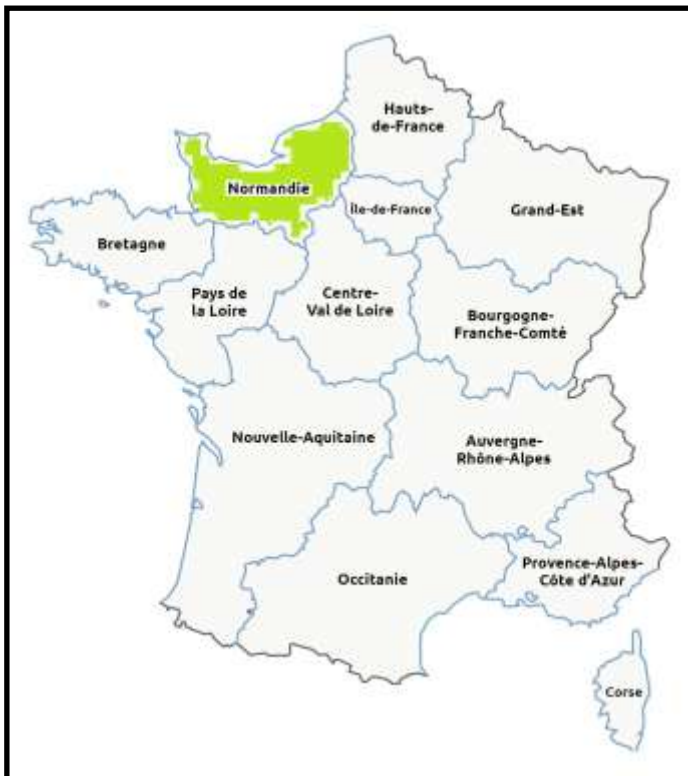 Hauts-
de-France
Normandie
Île-de-France
Grand-Est
Bretagne
Pays de
la Loire
Centre-
Val de Loire
Bourgogne-
Franche-Comté
Nouvelle-Aquitaine
Auvergne-
Rhône-Alpes
Occitanie
Provence-Alpes-
Côte d'Azur
Corse